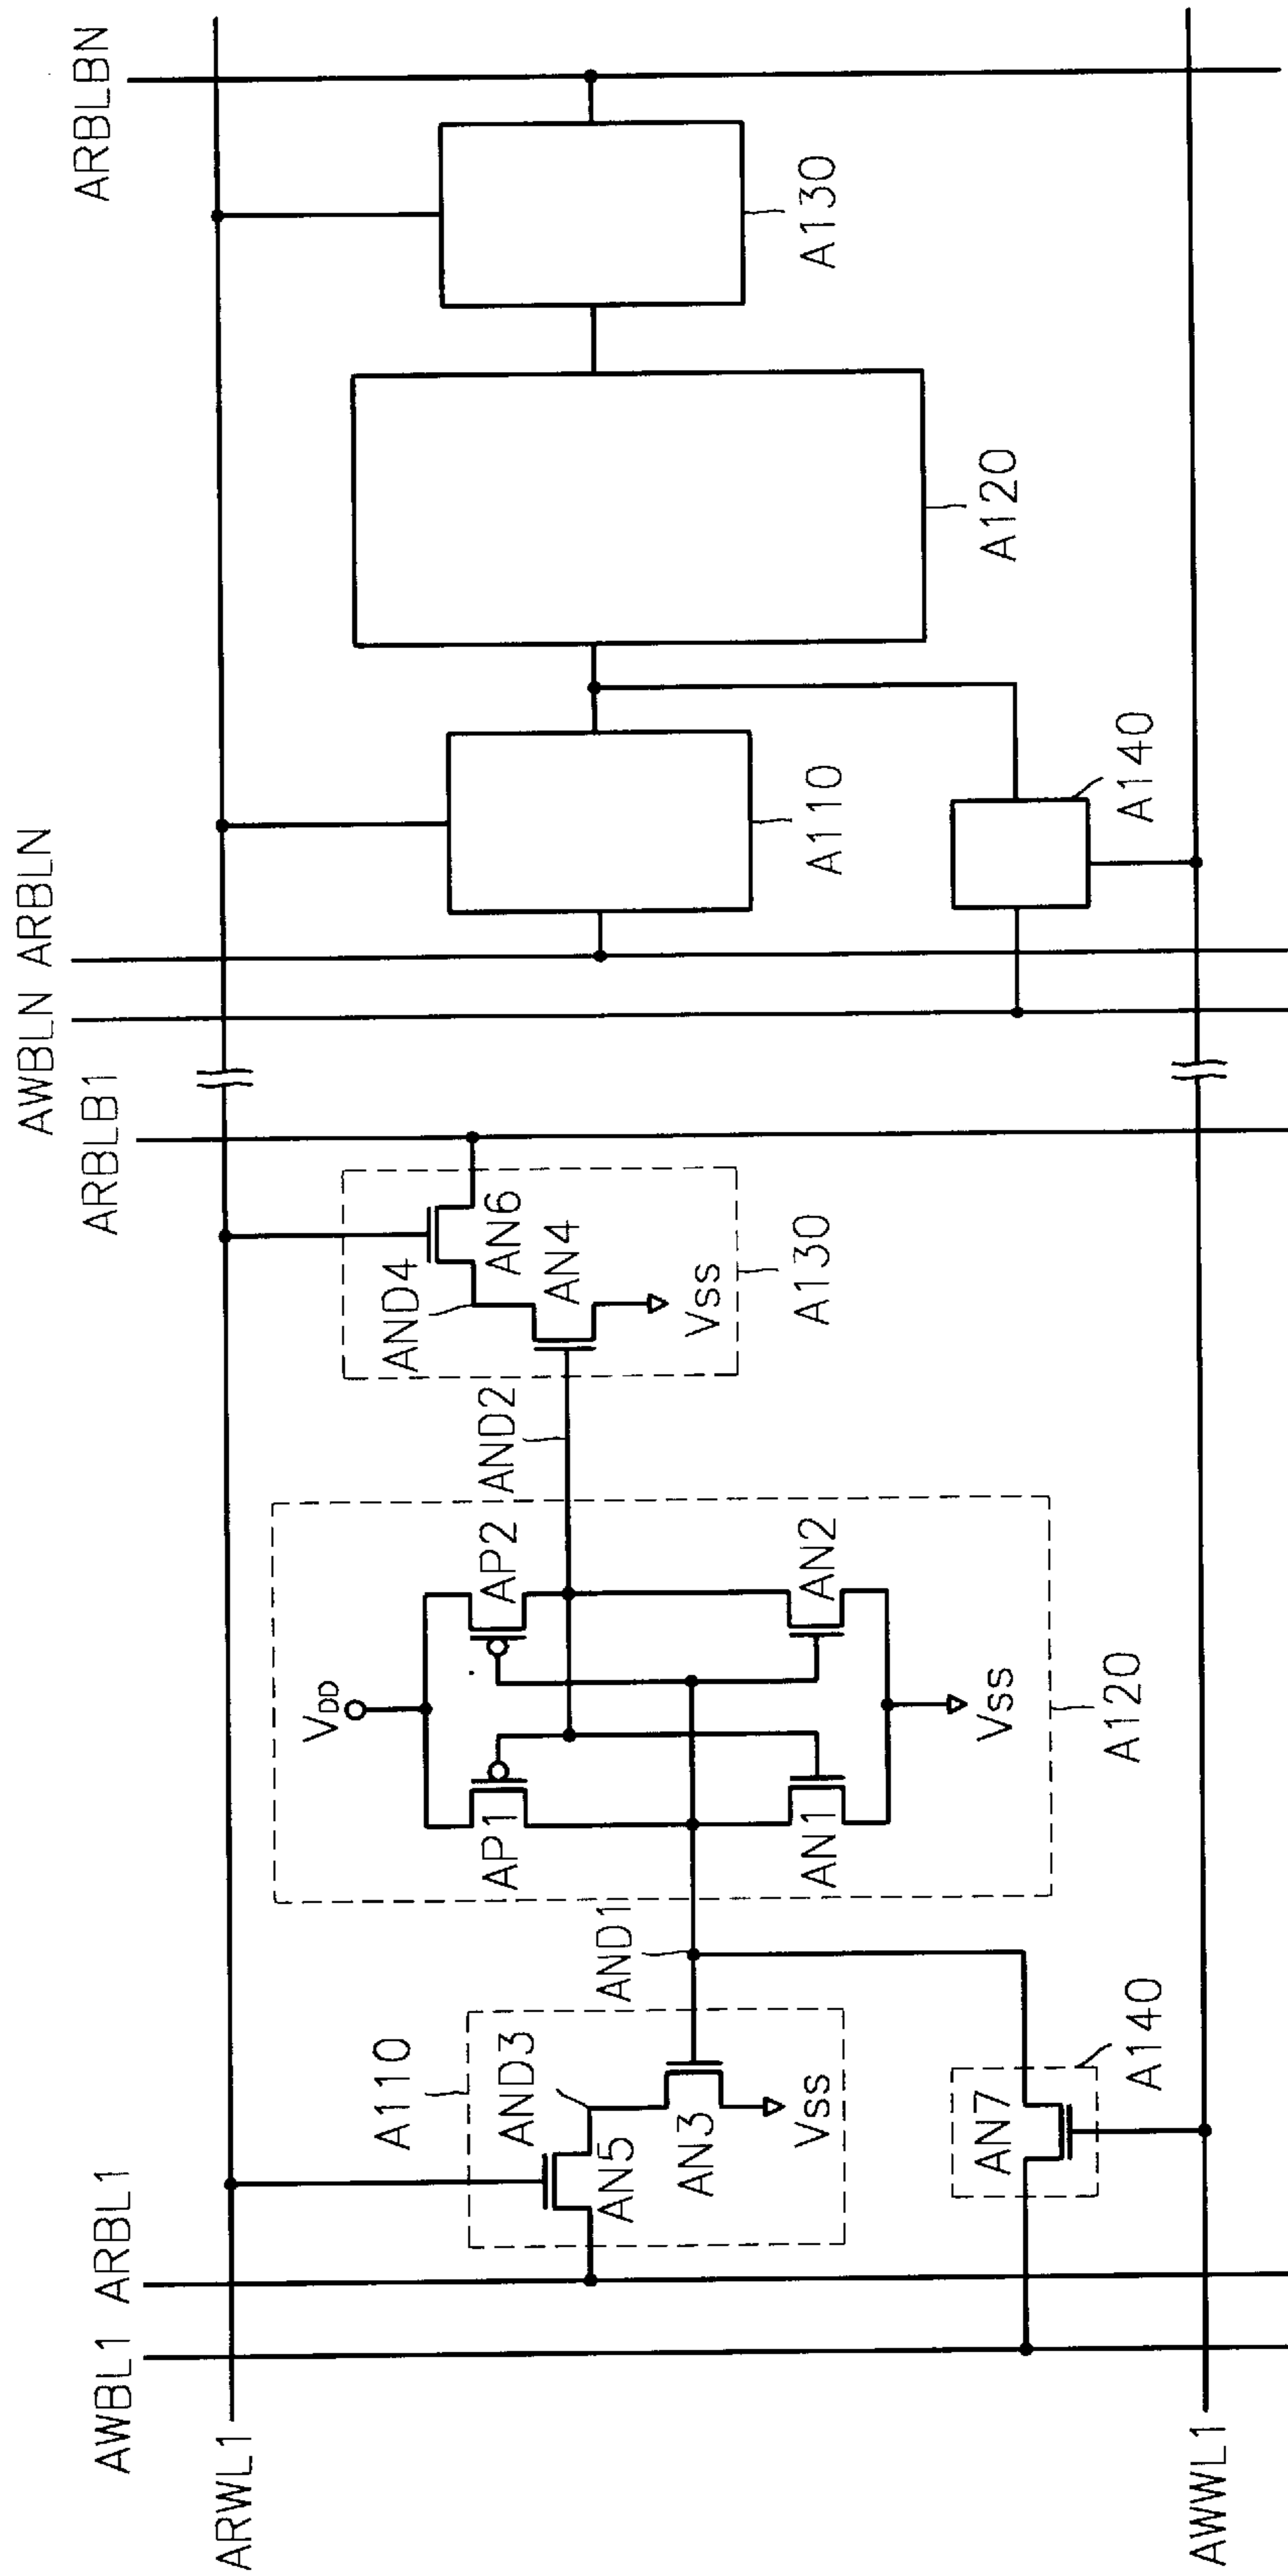 AWBL1 ARBL1
ARBLB1
AWBLN ARBLN
ARBLBN
ARWL1
A110
AND3
AN5
AN3
VSS
AND1
VDD
AP1
AP2
AN1
AN2
VSS
A120
AND2
AND4
AN6
AN4
VSS
A130
AN7
A140
A110
A120
A130
A140
AWWL1